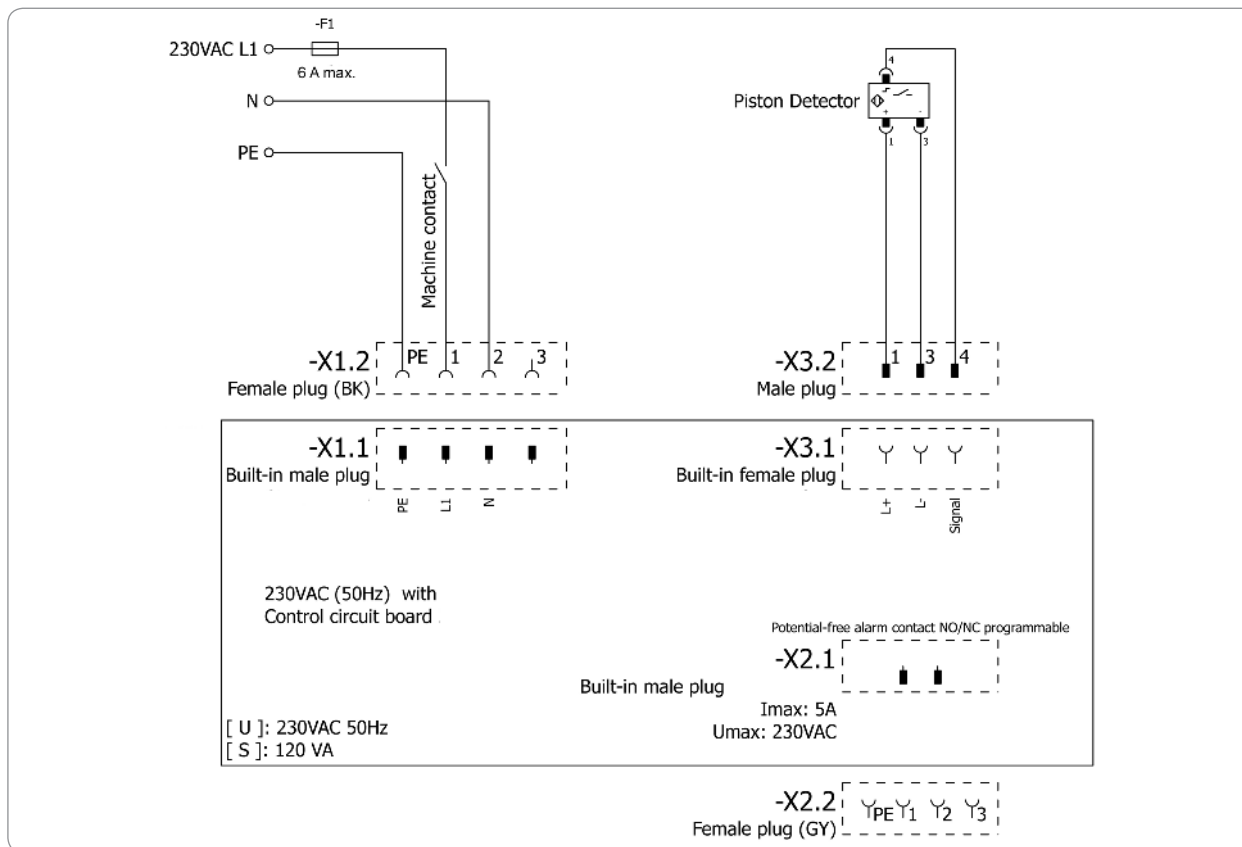 -F1
230VAC L1
6 A max.
N
PE
Machine contact
4
Piston Detector
+ -
1 3
-X1.2 PE 1 2 3
Female plug (BK)
-X3.2 1 3 4
Male plug
-X1.1
Built-in male plug
PE L1 N
-X3.1
Built-in female plug
L+ L- Signal
230VAC (50Hz) with
Control circuit board
Potential-free alarm contact NO/NC programmable
-X2.1
Built-in male plug
Imax: 5A
Umax: 230VAC
[ U ]: 230VAC 50Hz
[ S ]: 120 VA
-X2.2 PE 1 2 3
Female plug (GY)